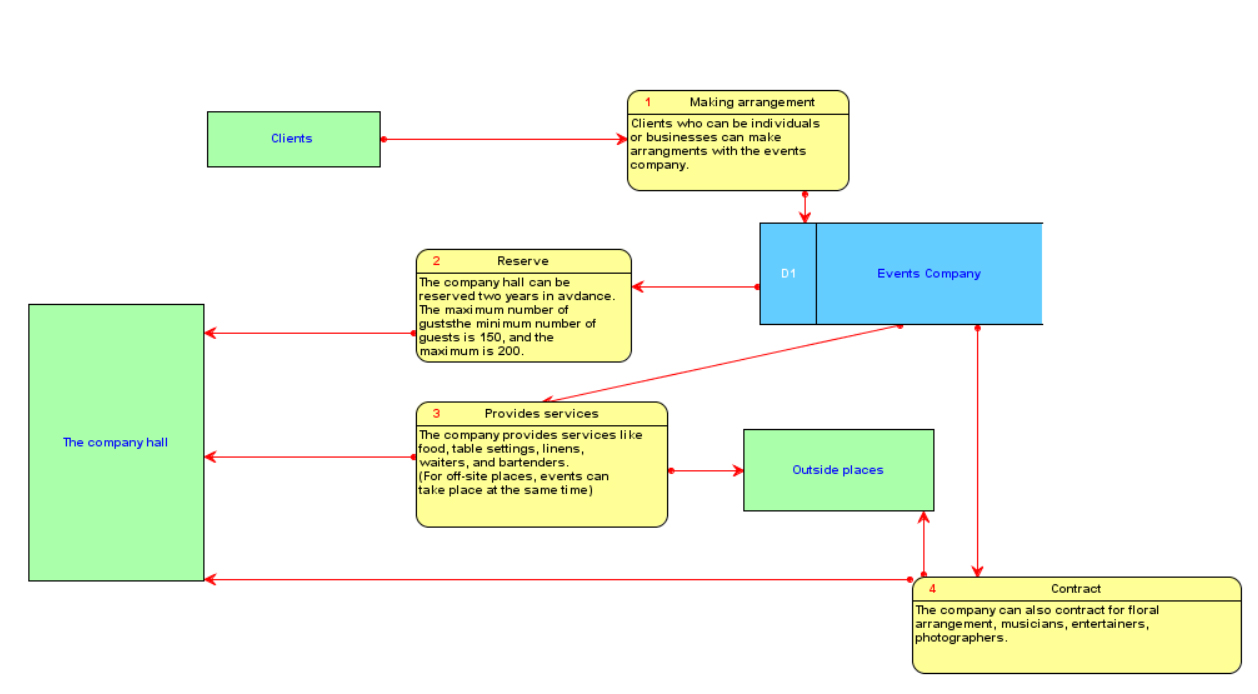 1 Making arrangement
Clients who can be individuals
or businesses can make
arrangments with the events
company.
Clients
D1 Events Company
2 Reserve
The company hall can be
reserved two years in avdance.
The maximum number of
guststhe minimum number of
guests is 150, and the
maximum is 200.
The company hall
3 Provides services
The company provides services like
food, table settings, linens,
waiters, and bartenders.
(For off-site places, events can
take place at the same time)
Outside places
4 Contract
The company can also contract for floral
arrangement, musicians, entertainers,
photographers.